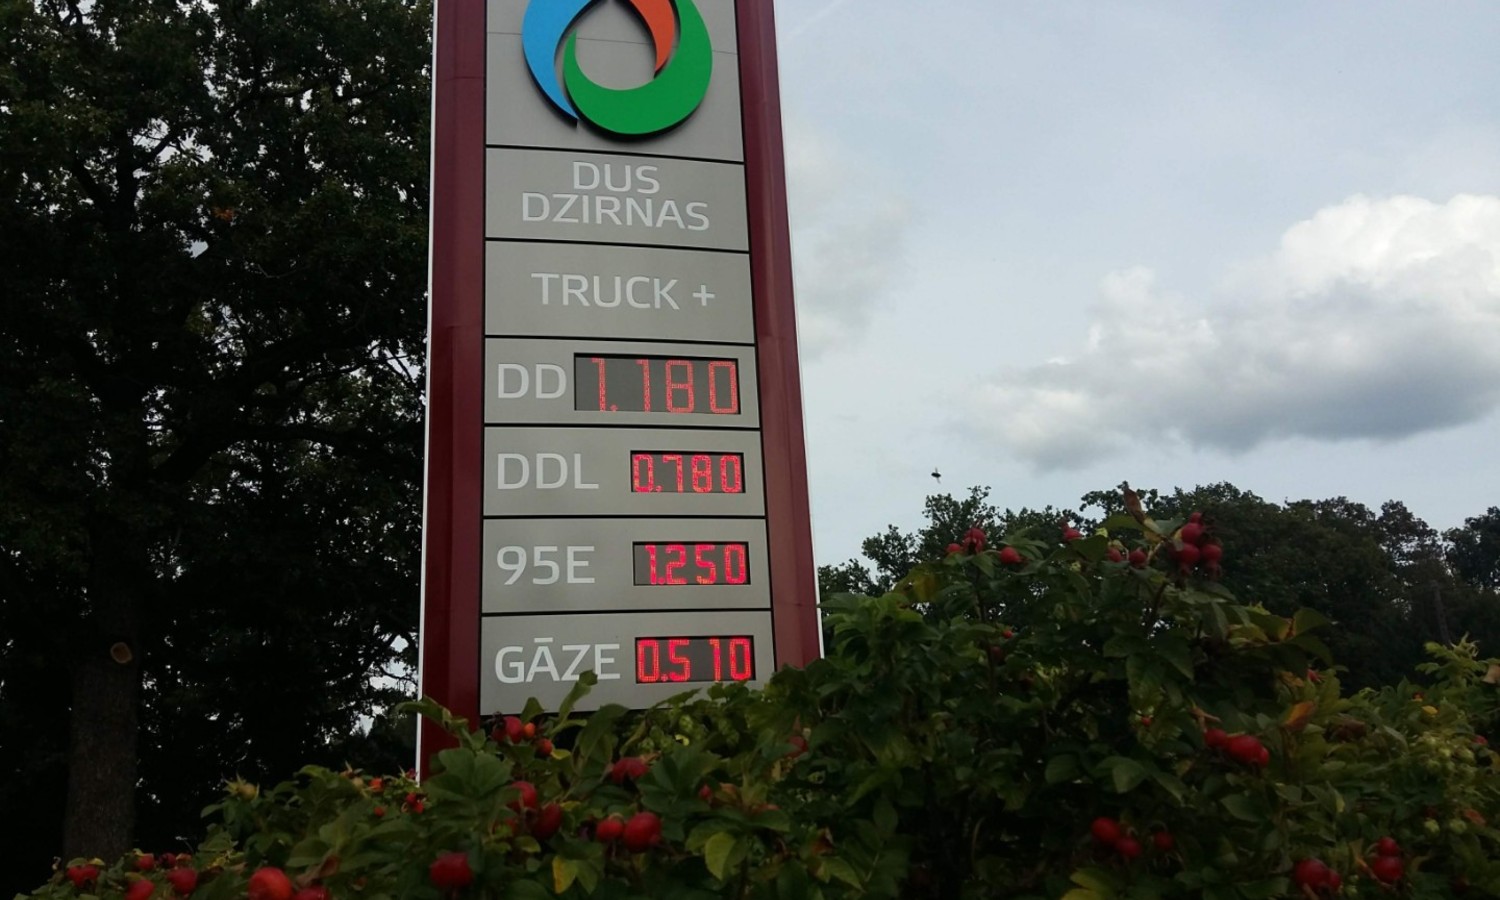 DUS
DZIRNAS
TRUCK +
DD 1.180
DDL 0.780
95E 1.250
GĀZE 0.510